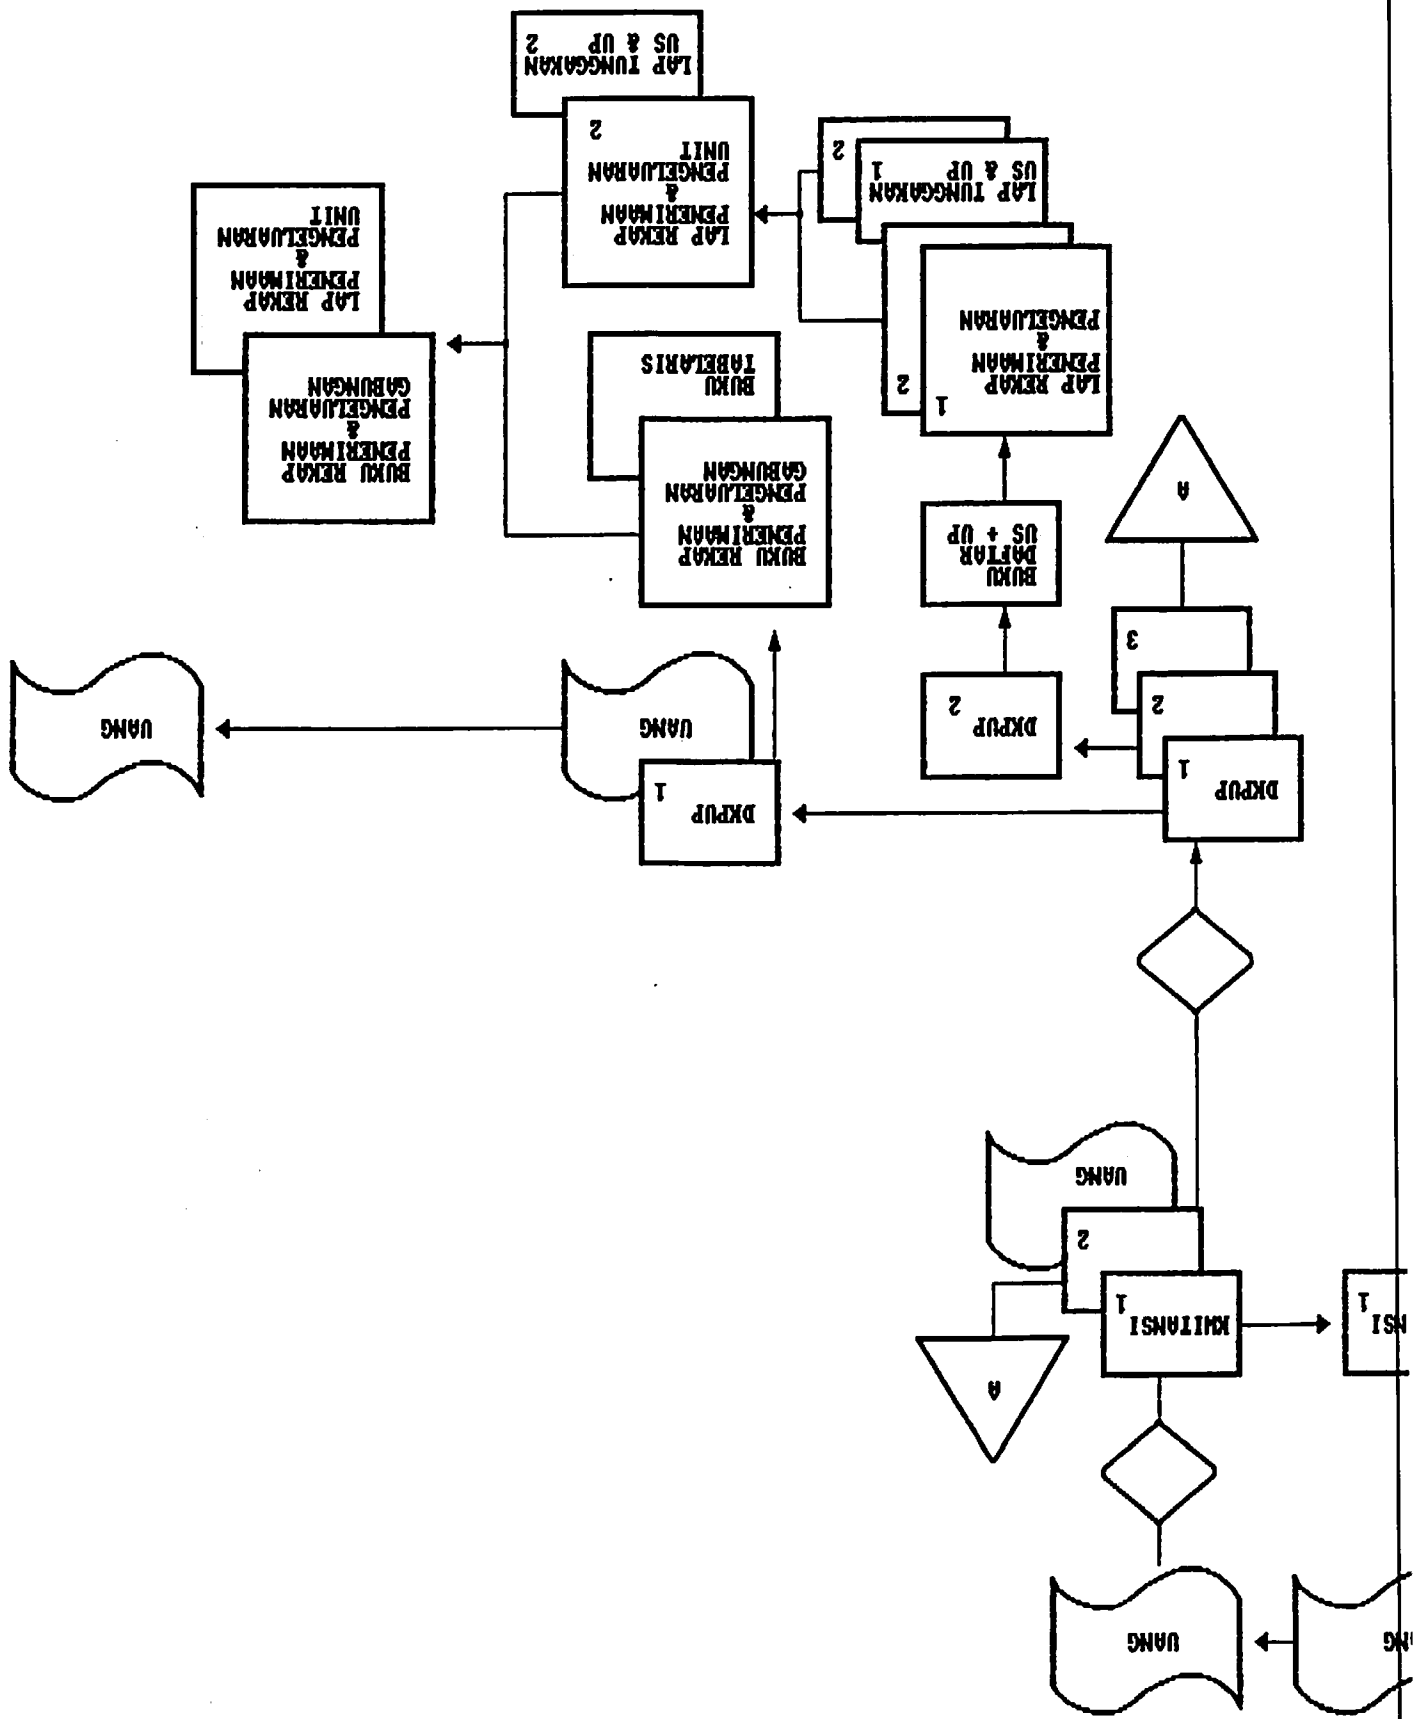 NG
UANG
A
NSI
1
KWITANSI
1
2
UANG
DKPUP
1
2
3
A
DKPUP
2
BUKU
DAFTAR
US + UP
LAP REKAP
PENERIMAAN
&
PENGELUARAN
1
2
LAP TUNGGAKAN
US & UP 1
2
DKPUP
1
UANG
BUKU REKAP
PENERIMAAN
&
PENGELUARAN
GABUNGAN
BUKU
TABELARIS
LAP REKAP
PENERIMAAN
&
PENGELUARAN
UNIT
2
LAP TUNGGAKAN
US & UP 2
UANG
BUKU REKAP
PENERIMAAN
&
PENGELUARAN
GABUNGAN
LAP REKAP
PENERIMAAN
&
PENGELUARAN
UNIT